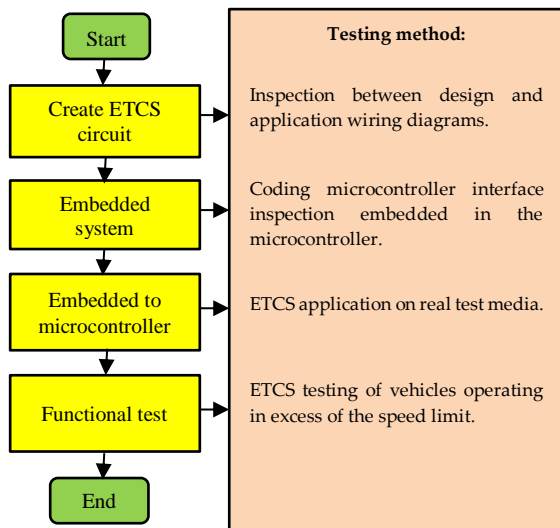 Start
Testing method:
Create ETCS
circuit
Inspection between design and
application wiring diagrams.
Embedded
system
Coding microcontroller interface
inspection embedded in the
microcontroller.
Embedded to
microcontroller
ETCS application on real test media.
Functional test
ETCS testing of vehicles operating
in excess of the speed limit.
End